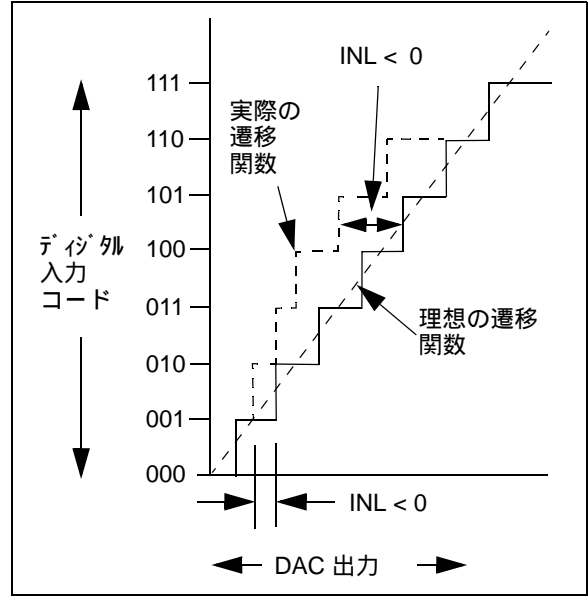 INL < 0
111
実際の
遷移
関数
110
101
100
ﾃﾞｨｼﾞﾀﾙ
入力
コード
011
理想の遷移
関数
010
001
000
INL < 0
DAC 出力